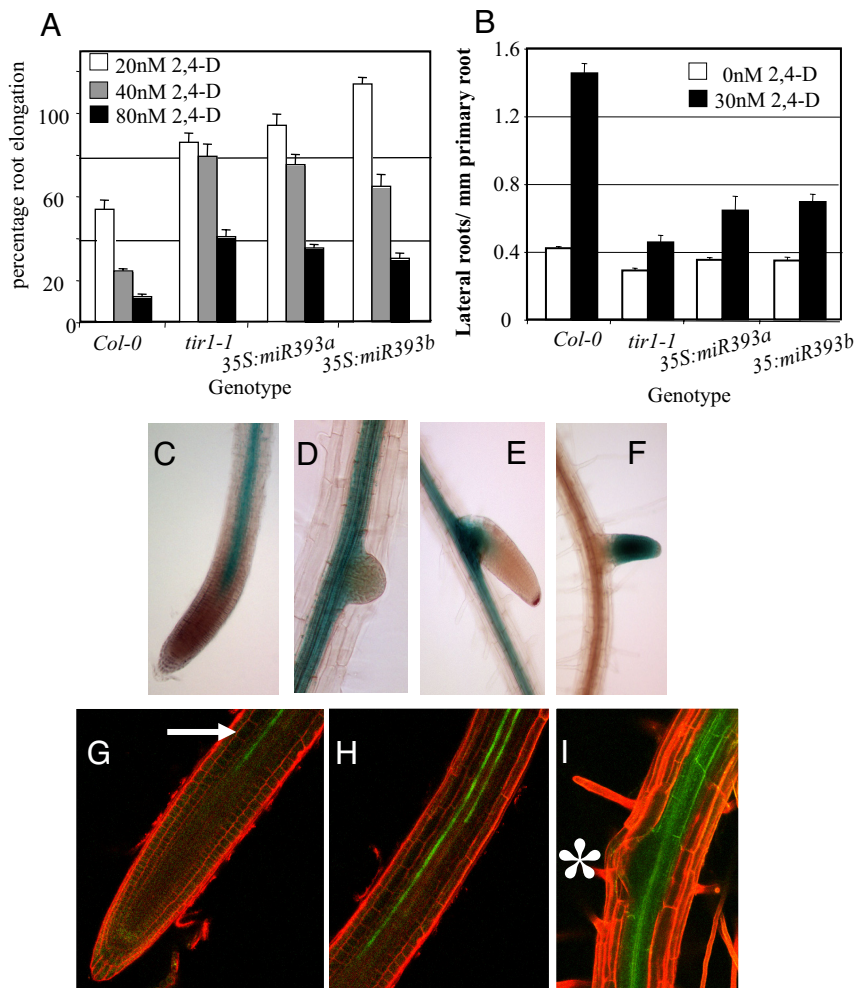 A
20nM 2,4-D
40nM 2,4-D
80nM 2,4-D
percentage root elongation
100
60
20
0
Col-0
tir1-1
35S:miR393a
35S:miR393b
Genotype
B
0nM 2,4-D
30nM 2,4-D
Lateral roots/ mm primary root
1.6
1.2
0.8
0.4
0
Col-0
tir1-1
35S:miR393a
35:miR393b
Genotype
C
D
E
F
G
H
I
*